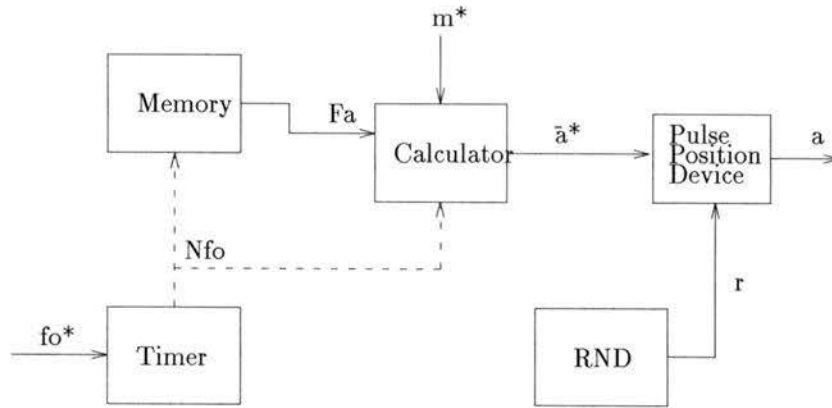 m*
Memory
Fa
Calculator
ā*
Pulse
Position
Device
a
Nfo
r
fo*
Timer
RND